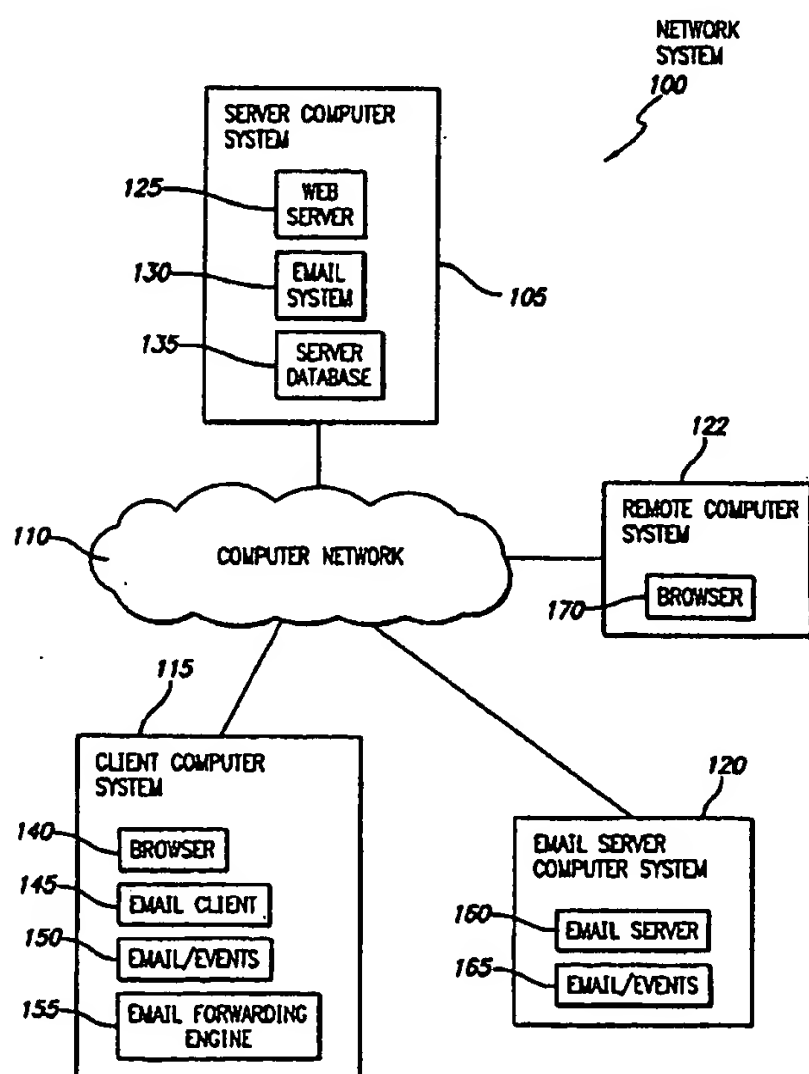 NETWORK
SYSTEM
100
SERVER COMPUTER
SYSTEM
125
WEB
SERVER
130
EMAIL
SYSTEM
105
135
SERVER
DATABASE
122
REMOTE COMPUTER
SYSTEM
110
COMPUTER NETWORK
170
BROWSER
115
CLIENT COMPUTER
SYSTEM
120
EMAIL SERVER
COMPUTER SYSTEM
140
BROWSER
145
EMAIL CLIENT
160
EMAIL SERVER
150
EMAIL/EVENTS
165
EMAIL/EVENTS
155
EMAIL FORWARDING
ENGINE